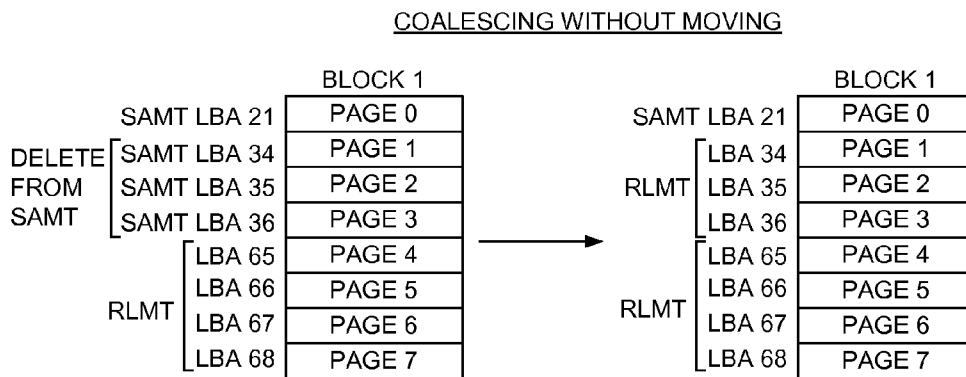 COALESCING WITHOUT MOVING
BLOCK 1 BLOCK 1
SAMT LBA 21 PAGE 0 SAMT LBA 21 PAGE 0
DELETE FROM SAMT
SAMT LBA 34 PAGE 1 LBA 34 PAGE 1
SAMT LBA 35 PAGE 2 RLMT LBA 35 PAGE 2
SAMT LBA 36 PAGE 3 LBA 36 PAGE 3
LBA 65 PAGE 4 LBA 65 PAGE 4
LBA 66 PAGE 5 LBA 66 PAGE 5
RLMT RLMT
LBA 67 PAGE 6 LBA 67 PAGE 6
LBA 68 PAGE 7 LBA 68 PAGE 7